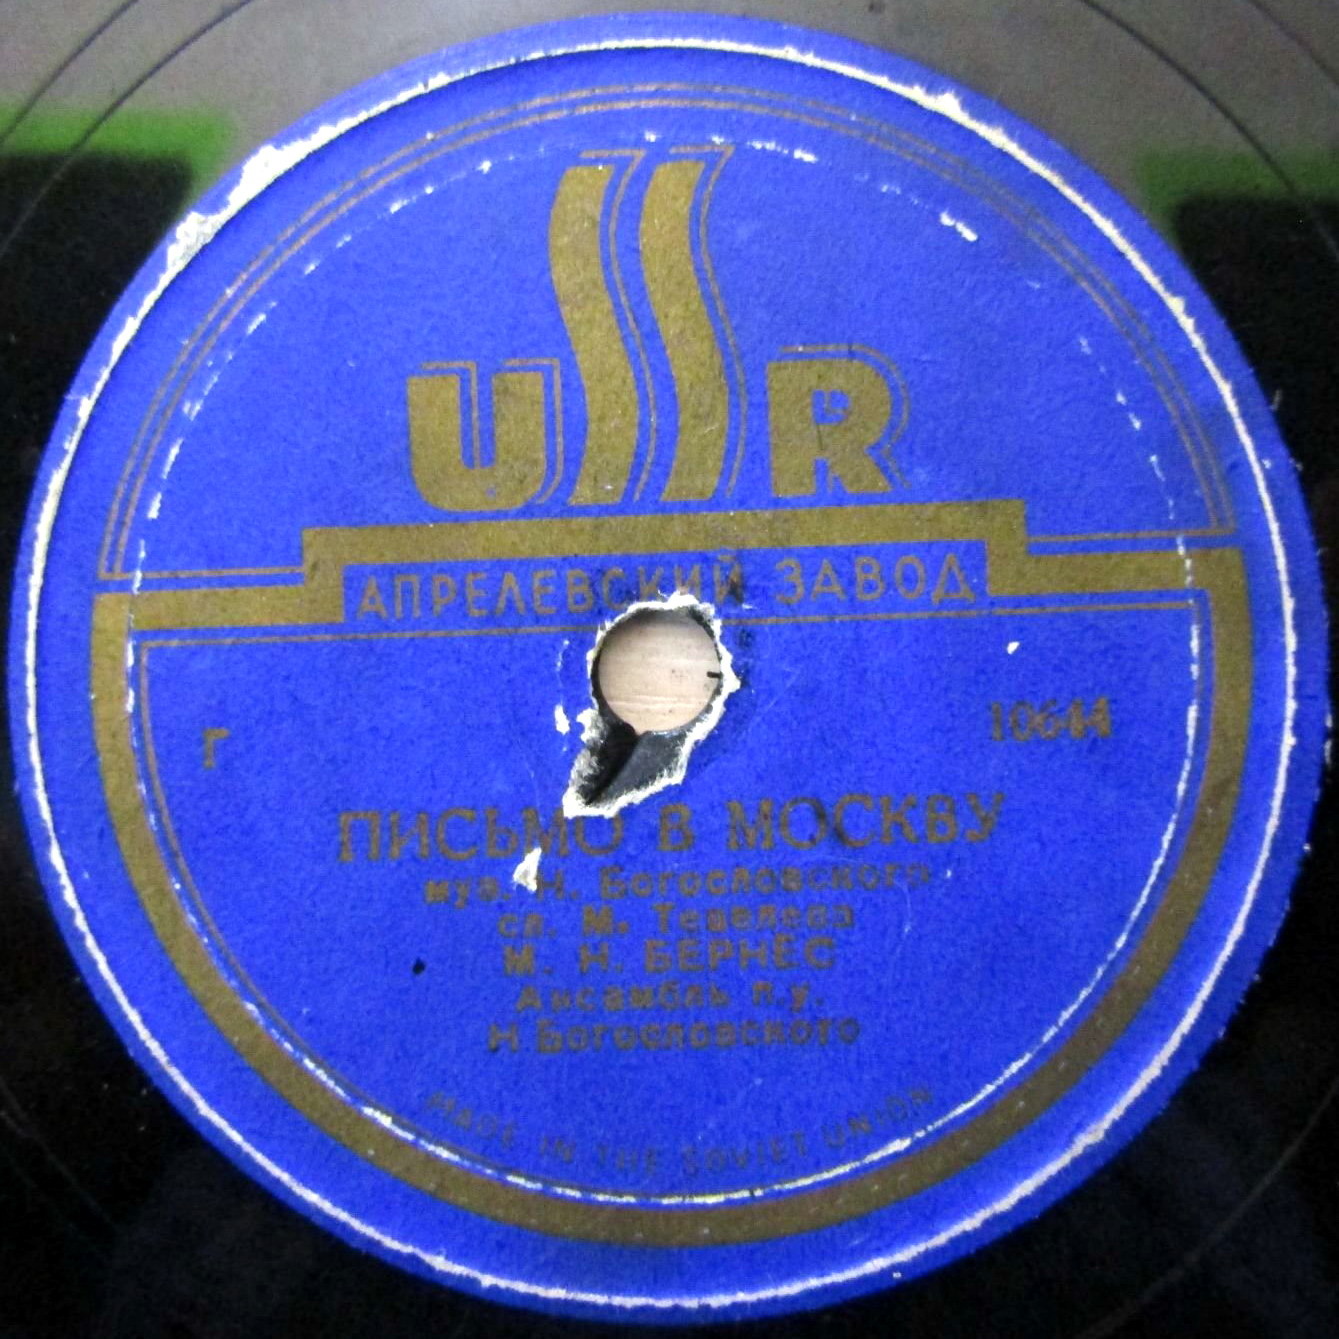 USSR
АПРЕЛЕВСКИЙ ЗАВОД
Г 10644
ПИСЬМО В МОСКВУ
муз. Н. Богословского
сл. М. Тевелева
М. Н. БЕРНЕС
Ансамбль п.у.
Н. Богословского
MADE IN THE SOVIET UNION